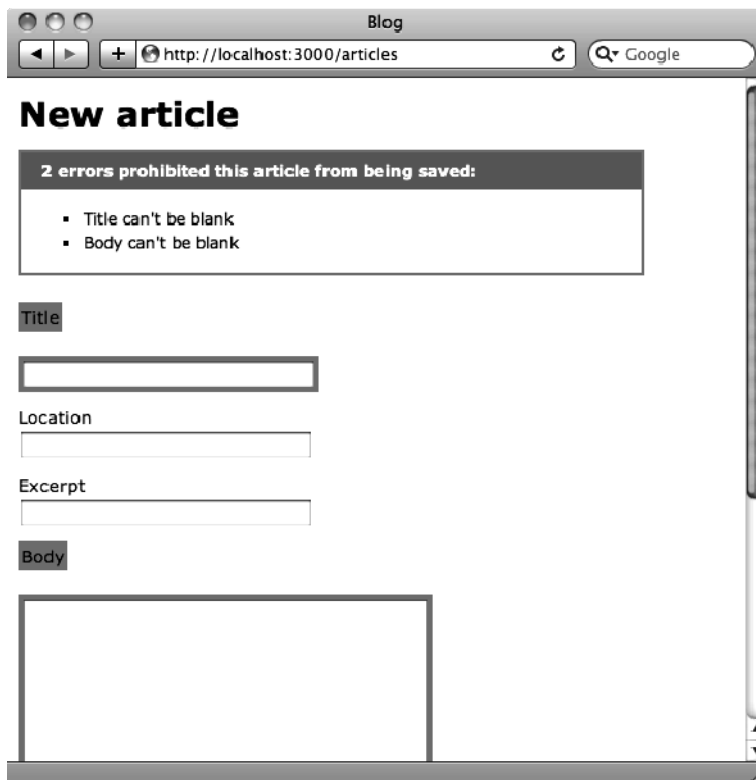 Blog
http://localhost:3000/articles
Google
New article
2 errors prohibited this article from being saved:
Title can't be blank
Body can't be blank
Title
Location
Excerpt
Body